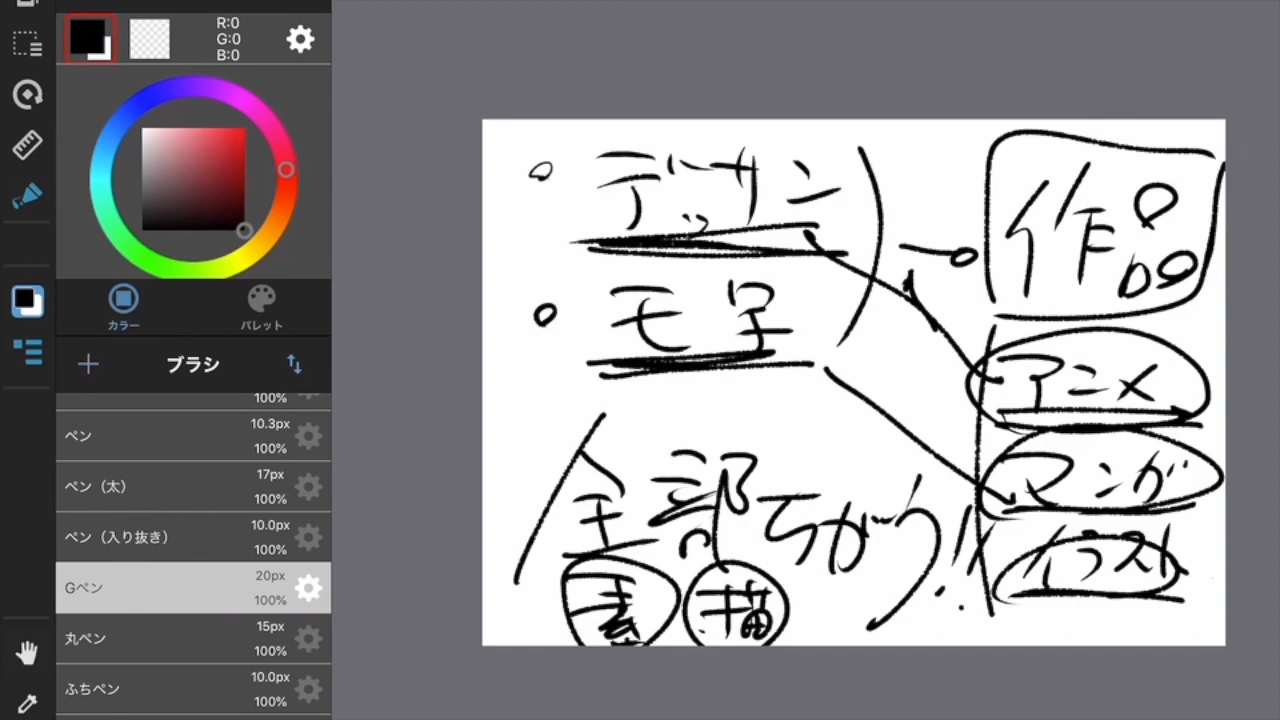 R:0
G:0
B:0
カラー
パレット
ブラシ
100%
ペン
10.3px
100%
ペン（太）
17px
100%
ペン（入り抜き）
10.0px
100%
Gペン
20px
100%
丸ペン
15px
100%
ふちペン
10.0px
100%
デッサン
模写
作品
アニメ
マンガ
イラスト
全部ちがう!!
素描